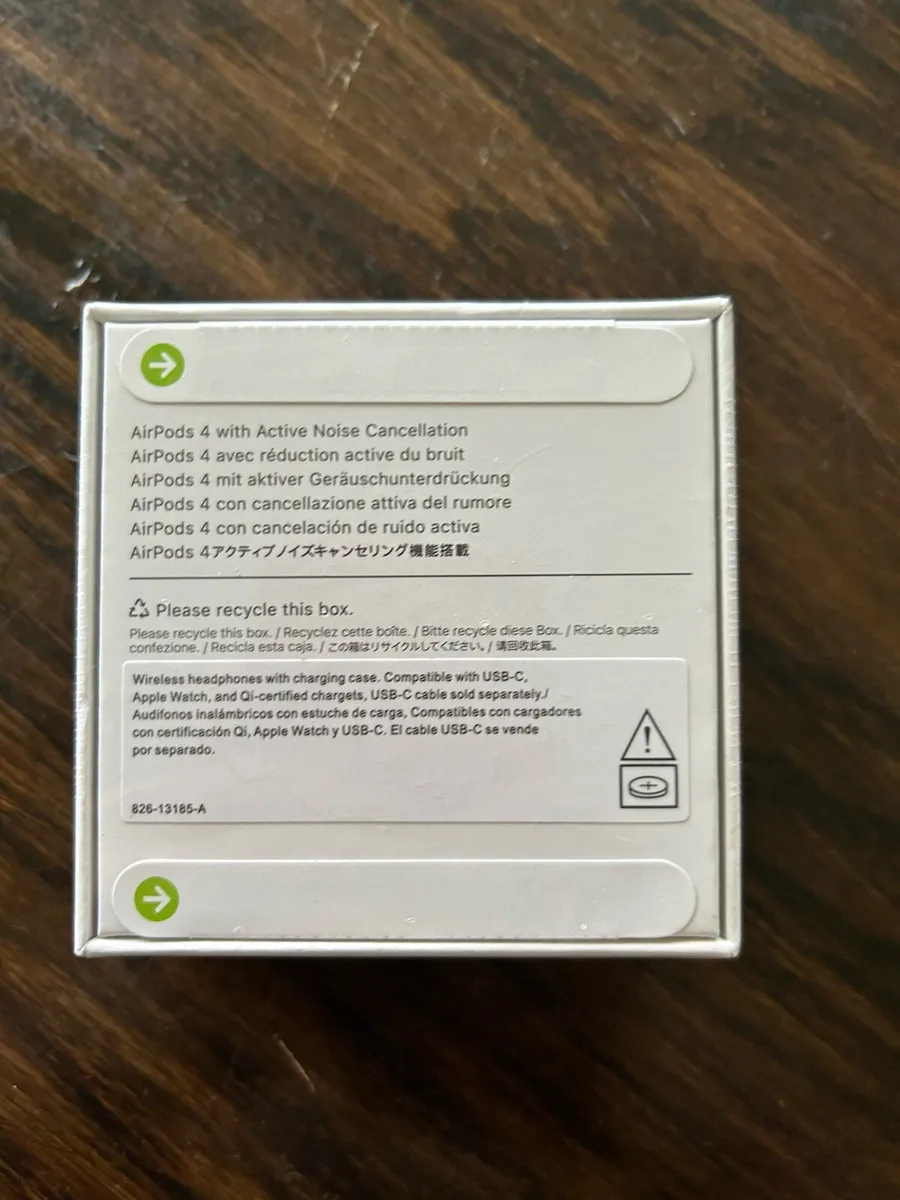 AirPods 4 with Active Noise Cancellation
AirPods 4 avec réduction active du bruit
AirPods 4 mit aktiver Geräuschunterdrückung
AirPods 4 con cancellazione attiva del rumore
AirPods 4 con cancelación de ruido activa
AirPods 4アクティブノイズキャンセリング機能搭載
Please recycle this box.
Please recycle this box. / Recyclez cette boîte. / Bitte recycle diese Box. / Ricicla questa
confezione. / Recicla esta caja. / この箱はリサイクルしてください。/ 请回收此箱。
Wireless headphones with charging case. Compatible with USB-C,
Apple Watch, and Qi-certified chargets, USB-C cable sold separately./
Audifonos inalámbricos con estuche de carga, Compatibles con cargadores
con certificación Qi, Apple Watch y USB-C. El cable USB-C se vende
por separado.
826-13185-A